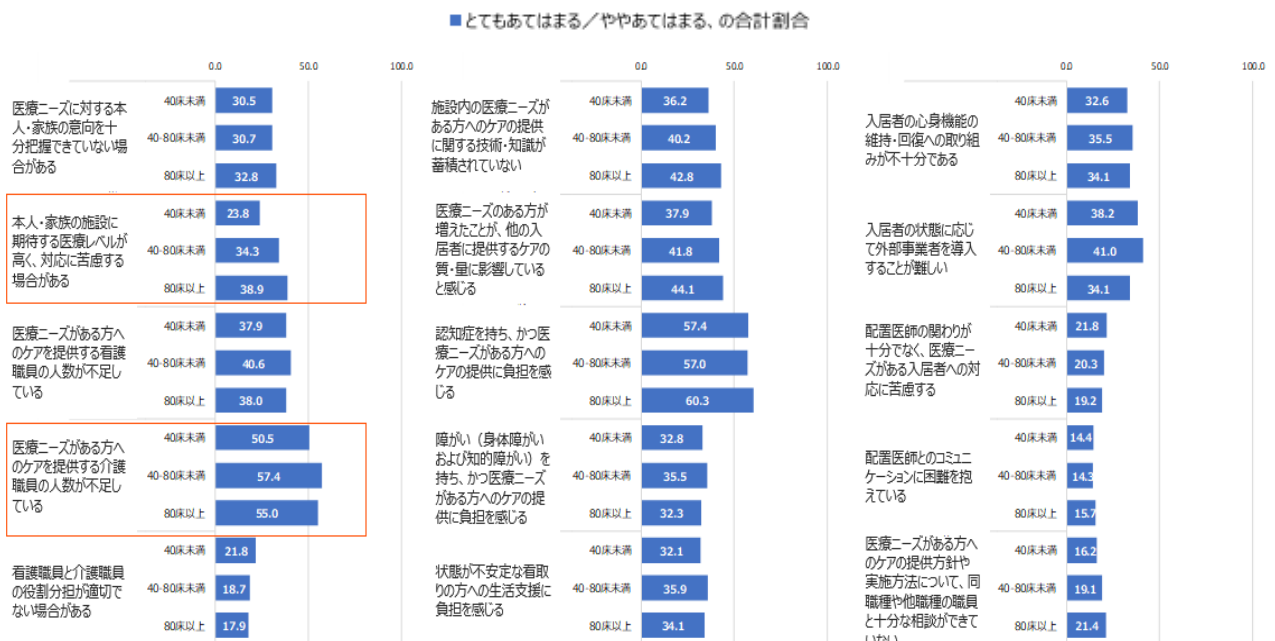 ■とてもあてはまる／ややあてはまる、の合計割合
0.0 50.0 100.0
医療ニーズに対する本
人・家族の意向を十
分把握できていない場
合がある
40床未満 30.5
40-80床未満 30.7
80床以上 32.8
本人・家族の施設に
期待する医療レベルが
高く、対応に苦慮する
場合がある
40床未満 23.8
40-80床未満 34.3
80床以上 38.9
医療ニーズがある方へ
のケアを提供する看護
職員の人数が不足し
ている
40床未満 37.9
40-80床未満 40.6
80床以上 38.0
医療ニーズがある方へ
のケアを提供する介護
職員の人数が不足し
ている
40床未満 50.5
40-80床未満 57.4
80床以上 55.0
看護職員と介護職員
の役割分担が適切で
ない場合がある
40床未満 21.8
40-80床未満 18.7
80床以上 17.9
0.0 50.0 100.0
施設内の医療ニーズが
ある方へのケアの提供
に関する技術・知識が
蓄積されていない
40床未満 36.2
40-80床未満 40.2
80床以上 42.8
医療ニーズのある方が
増えたことが、他の入
居者に提供するケアの
質・量に影響している
と感じる
40床未満 37.9
40-80床未満 41.8
80床以上 44.1
認知症を持ち、かつ医
療ニーズがある方への
ケアの提供に負担を感
じる
40床未満 57.4
40-80床未満 57.0
80床以上 60.3
障がい（身体障がい
および知的障がい）を
持ち、かつ医療ニーズ
がある方へのケアの提
供に負担を感じる
40床未満 32.8
40-80床未満 35.5
80床以上 32.3
状態が不安定な看取
りの方への生活支援に
負担を感じる
40床未満 32.1
40-80床未満 35.9
80床以上 34.1
0.0 50.0 100.0
入居者の心身機能の
維持・回復への取り組
みが不十分である
40床未満 32.6
40-80床未満 35.5
80床以上 34.1
入居者の状態に応じ
て外部事業者を導入
することが難しい
40床未満 38.2
40-80床未満 41.0
80床以上 34.1
配置医師の関わりが
十分でなく、医療ニー
ズがある入居者への対
応に苦慮する
40床未満 21.8
40-80床未満 20.3
80床以上 19.2
配置医師とのコミュニ
ケーションに困難を抱
えている
40床未満 14.4
40-80床未満 14.3
80床以上 15.7
医療ニーズがある方へ
のケアの提供方針や
実施方法について、同
職種や他職種の職員
と十分な相談ができて
いない
40床未満 16.2
40-80床未満 19.1
80床以上 21.4